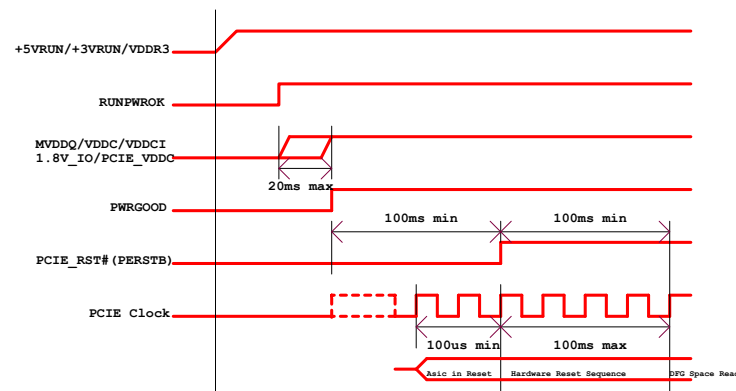 +5VRUN/+3VRUN/VDDR3
RUNPWROK
MVDDQ/VDDC/VDDCI
1.8V_IO/PCIE_VDDC
20ms max
PWRGOOD
100ms min
100ms min
PCIE_RST#(PERSTB)
PCIE Clock
100us min
100ms max
Asic in Reset
Hardware Reset Sequence
DFG Space Read